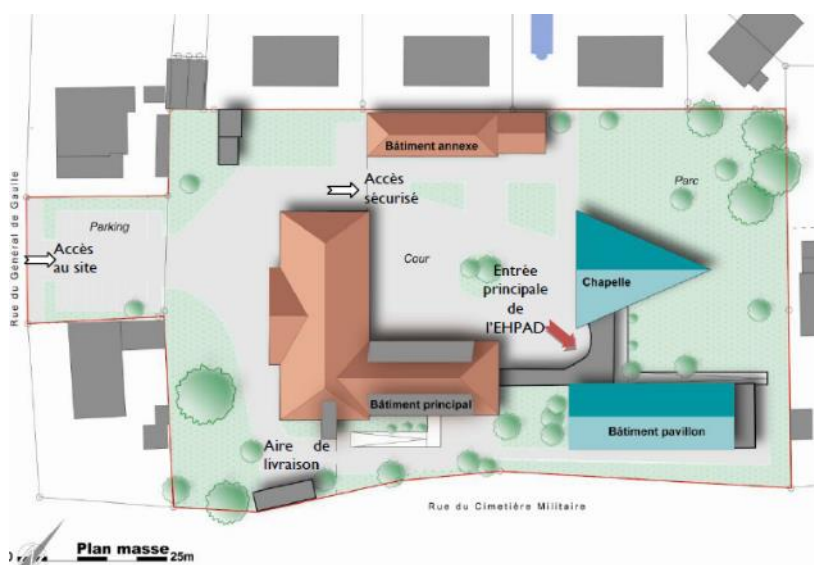 Bâtiment annexe
Accès
sécurisé
Parc
Rue du Général de Gaulle
Parking
Accès
au site
Cour
Entrée
principale
de
l'EHPAD
Chapelle
Bâtiment principal
Bâtiment pavillon
Aire de
livraison
Rue du Cimetière Militaire
Plan masse
0
25m